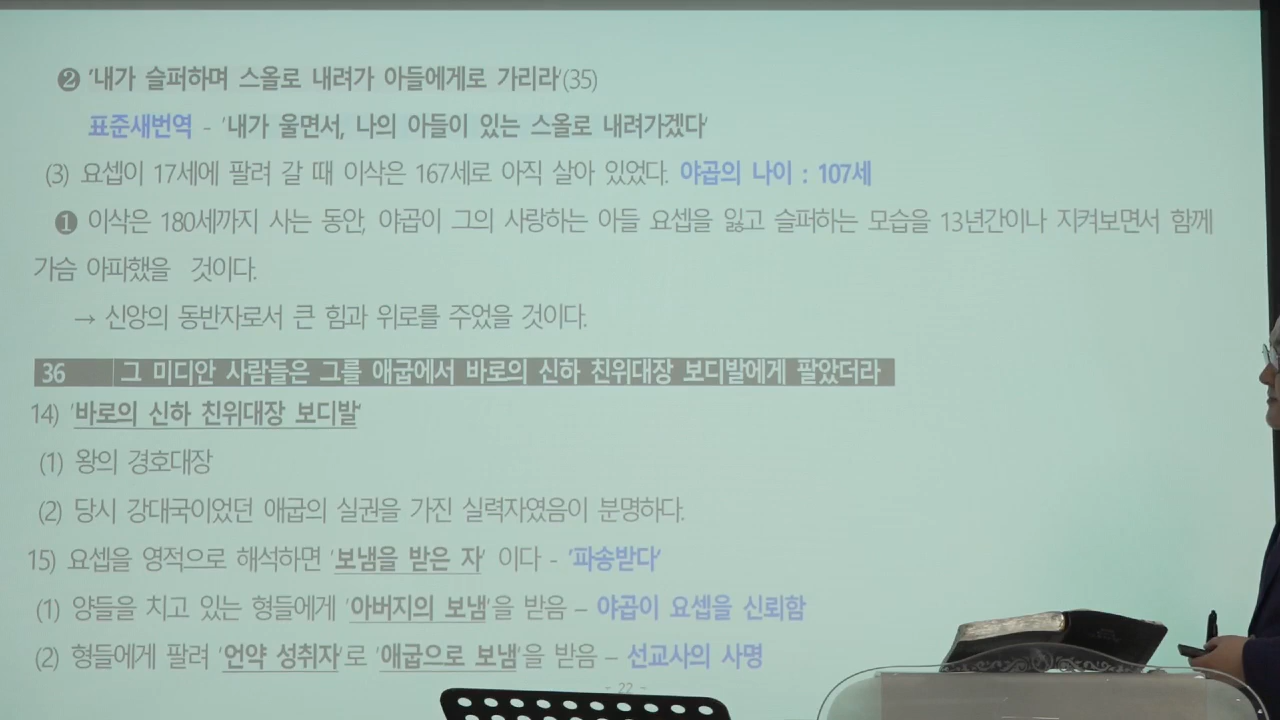 ❷ '내가 슬퍼하며 스올로 내려가 아들에게로 가리라'(35)
표준새번역 - '내가 울면서, 나의 아들이 있는 스올로 내려가겠다'
(3) 요셉이 17세에 팔려 갈 때 이삭은 167세로 아직 살아 있었다. 야곱의 나이 : 107세
❶ 이삭은 180세까지 사는 동안, 야곱이 그의 사랑하는 아들 요셉을 잃고 슬퍼하는 모습을 13년간이나 지켜보면서 함께
가슴 아파했을 것이다.
→ 신앙의 동반자로서 큰 힘과 위로를 주었을 것이다.
36 그 미디안 사람들은 그를 애굽에서 바로의 신하 친위대장 보디발에게 팔았더라
14) '바로의 신하 친위대장 보디발'
(1) 왕의 경호대장
(2) 당시 강대국이었던 애굽의 실권을 가진 실력자였음이 분명하다.
15) 요셉을 영적으로 해석하면 '보냄을 받은 자' 이다 - '파송받다'
(1) 양들을 치고 있는 형들에게 '아버지의 보냄'을 받음 – 야곱이 요셉을 신뢰함
(2) 형들에게 팔려 '언약 성취자'로 '애굽으로 보냄'을 받음 – 선교사의 사명
- 22 -